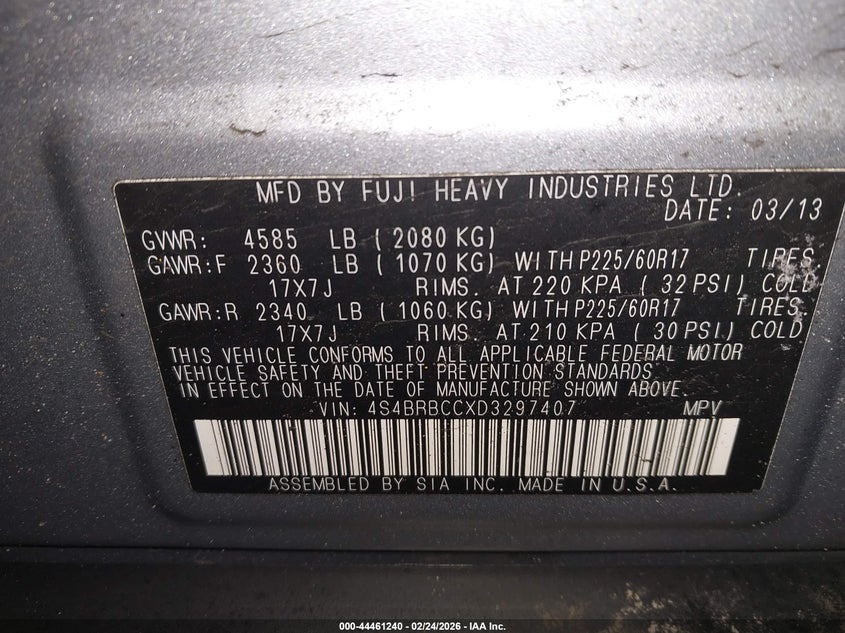 MFD BY FUJI HEAVY INDUSTRIES LTD.
DATE: 03/13
GVWR: 4585 LB ( 2080 KG)
GAWR:F 2360 LB ( 1070 KG) WITH P225/60R17 TIRES
17X7J RIMS. AT 220 KPA ( 32 PSI) COLD
GAWR:R 2340 LB ( 1060 KG) WITH P225/60R17 TIRES.
17X7J RIMS. AT 210 KPA ( 30 PSI) COLD
THIS VEHICLE CONFORMS TO ALL APPLICABLE FEDERAL MOTOR
VEHICLE SAFETY AND THEFT PREVENTION STANDARDS
IN EFFECT ON THE DATE OF MANUFACTURE SHOWN ABOVE.
VIN: 4S4BRBCCXD3297407 MPV
ASSEMBLED BY SIA INC. MADE IN U.S.A.
000-44461240 - 02/24/2026 - IAA Inc.